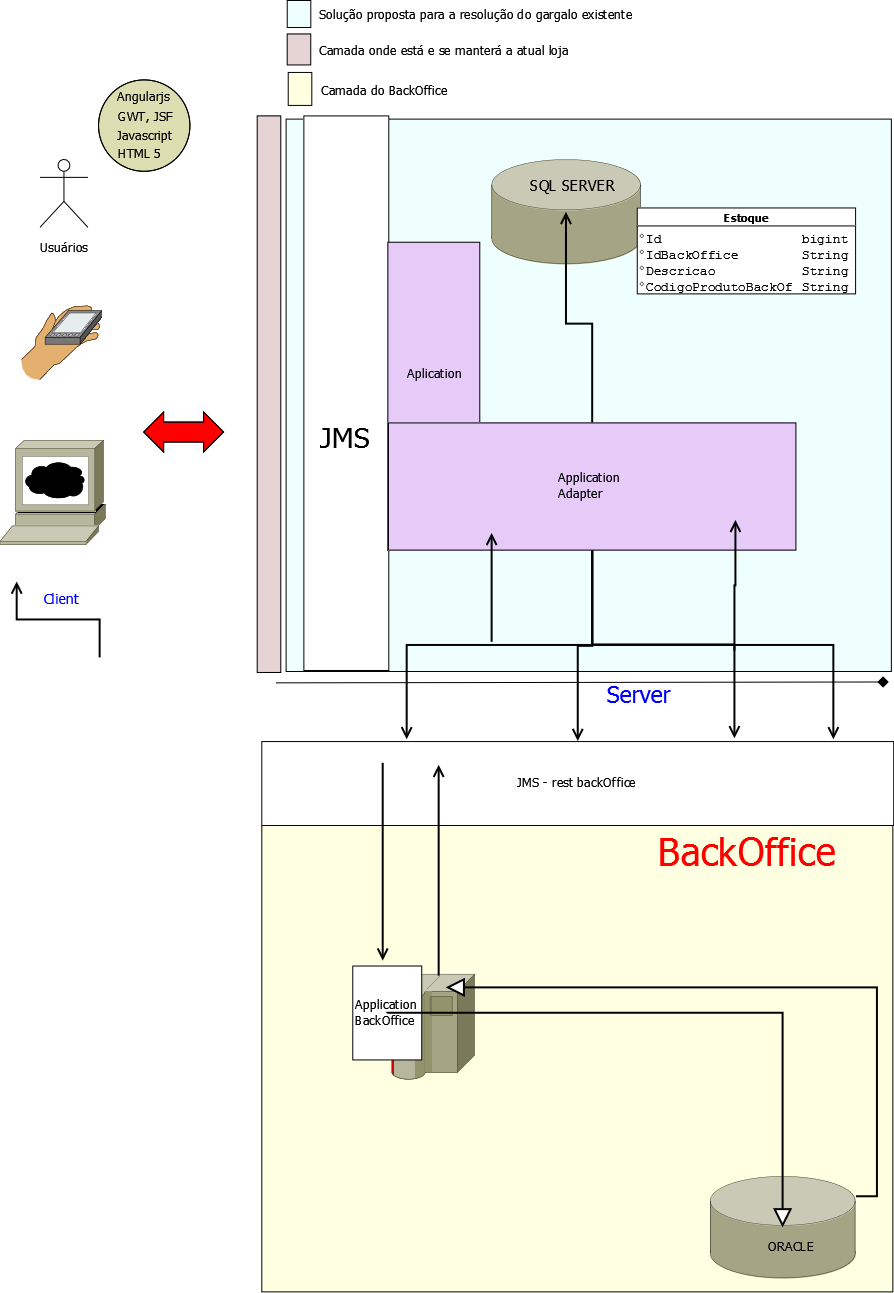 Solução proposta para a resolução do gargalo existente
Camada onde está e se manterá a atual loja
Camada do BackOffice
Angularjs
GWT, JSF
Javascript
HTML 5
Usuários
Client
JMS
Aplication
SQL SERVER
Estoque
Id bigint
IdBackOffice String
Descricao String
CodigoProdutoBackOf String
Application
Adapter
Server
JMS - rest backOffice
BackOffice
Application
BackOffice
ORACLE